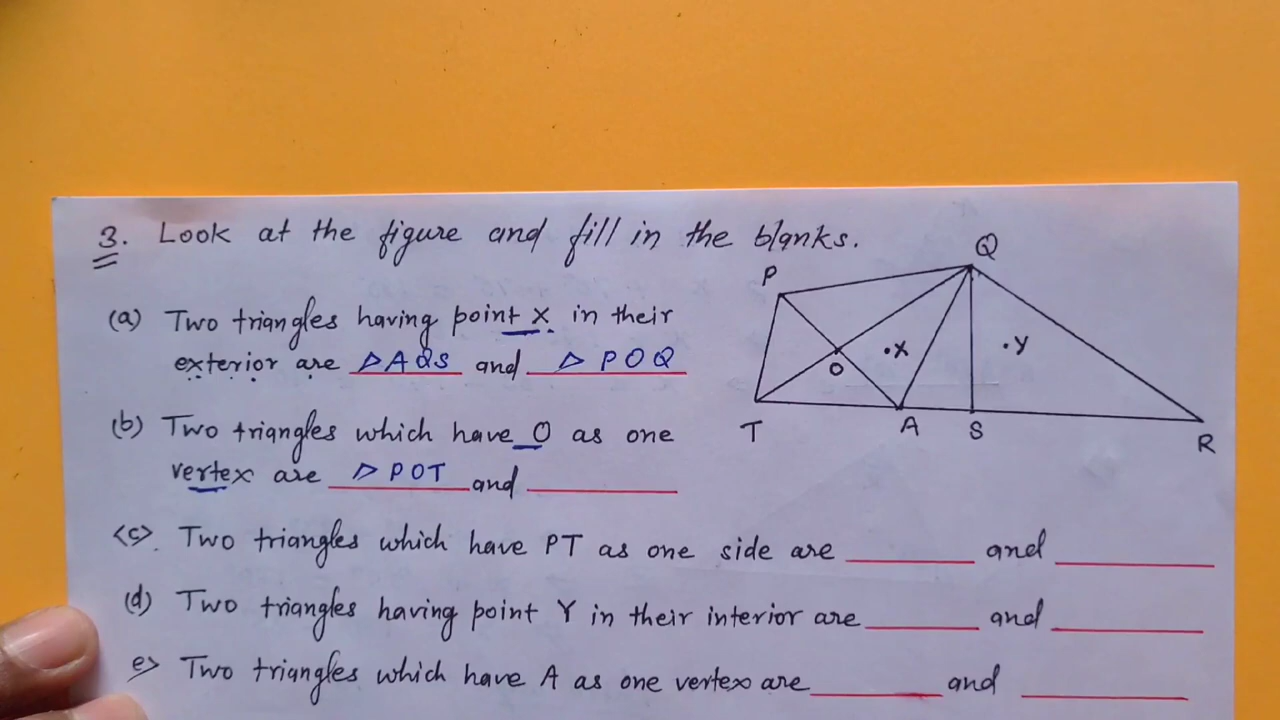 3. Look at the figure and fill in the blanks.
(a) Two triangles having point X in their
exterior are △AQS and △POQ
(b) Two triangles which have O as one
vertex are △POT and
(c) Two triangles which have PT as one side are and
(d) Two triangles having point Y in their interior are and
e) Two triangles which have A as one vertex are and
Q
P
•X
•Y
O
T A S R